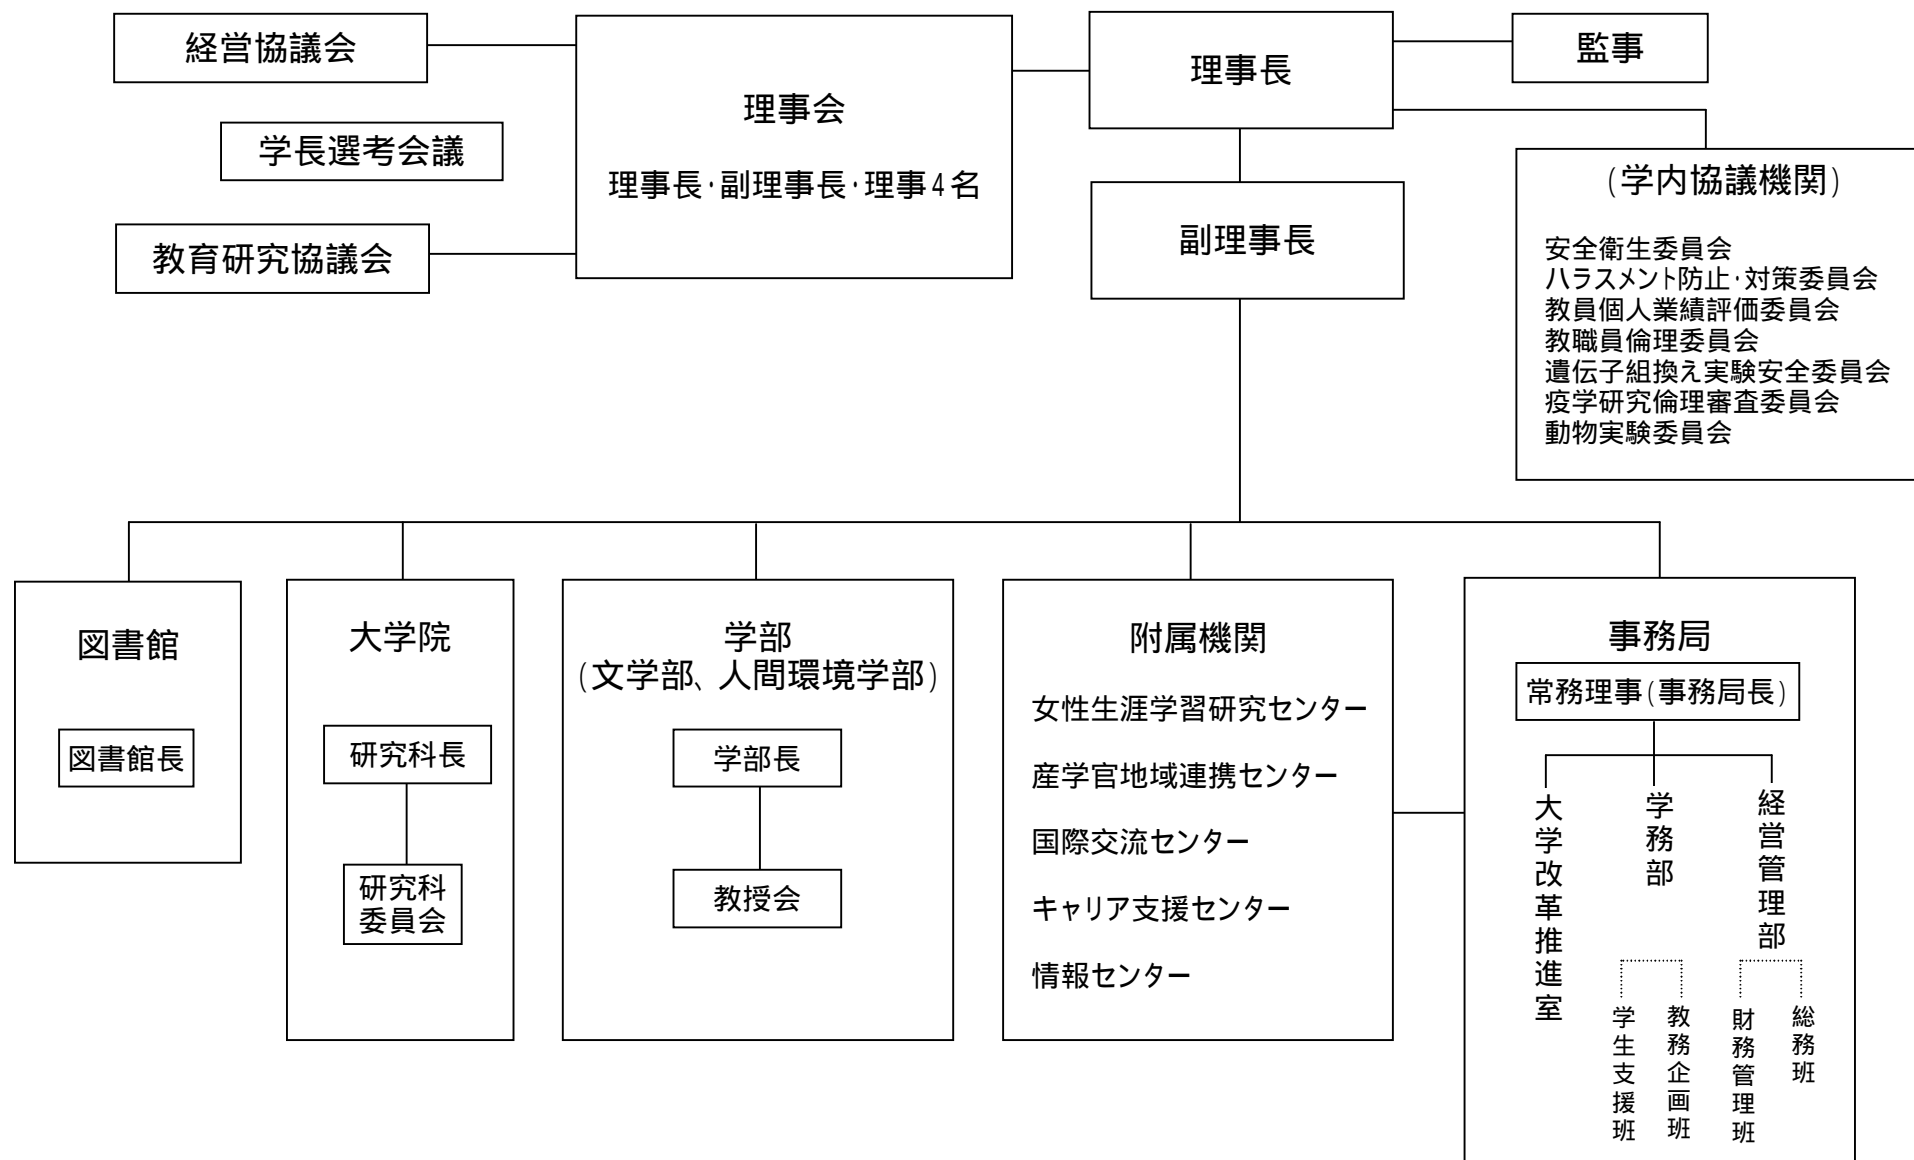 経営協議会
学長選考会議
教育研究協議会
理事会
理事長・副理事長・理事4名
理事長
副理事長
監事
(学内協議機関)
安全衛生委員会
ハラスメント防止・対策委員会
教員個人業績評価委員会
教職員倫理委員会
遺伝子組換え実験安全委員会
疫学研究倫理審査委員会
動物実験委員会
図書館
図書館長
大学院
研究科長
研究科
委員会
学部
(文学部、人間環境学部)
学部長
教授会
附属機関
女性生涯学習研究センター
産学官地域連携センター
国際交流センター
キャリア支援センター
情報センター
事務局
常務理事(事務局長)
大学改革推進室
学務部
経営管理部
学生支援班
教務企画班
財務管理班
総務班